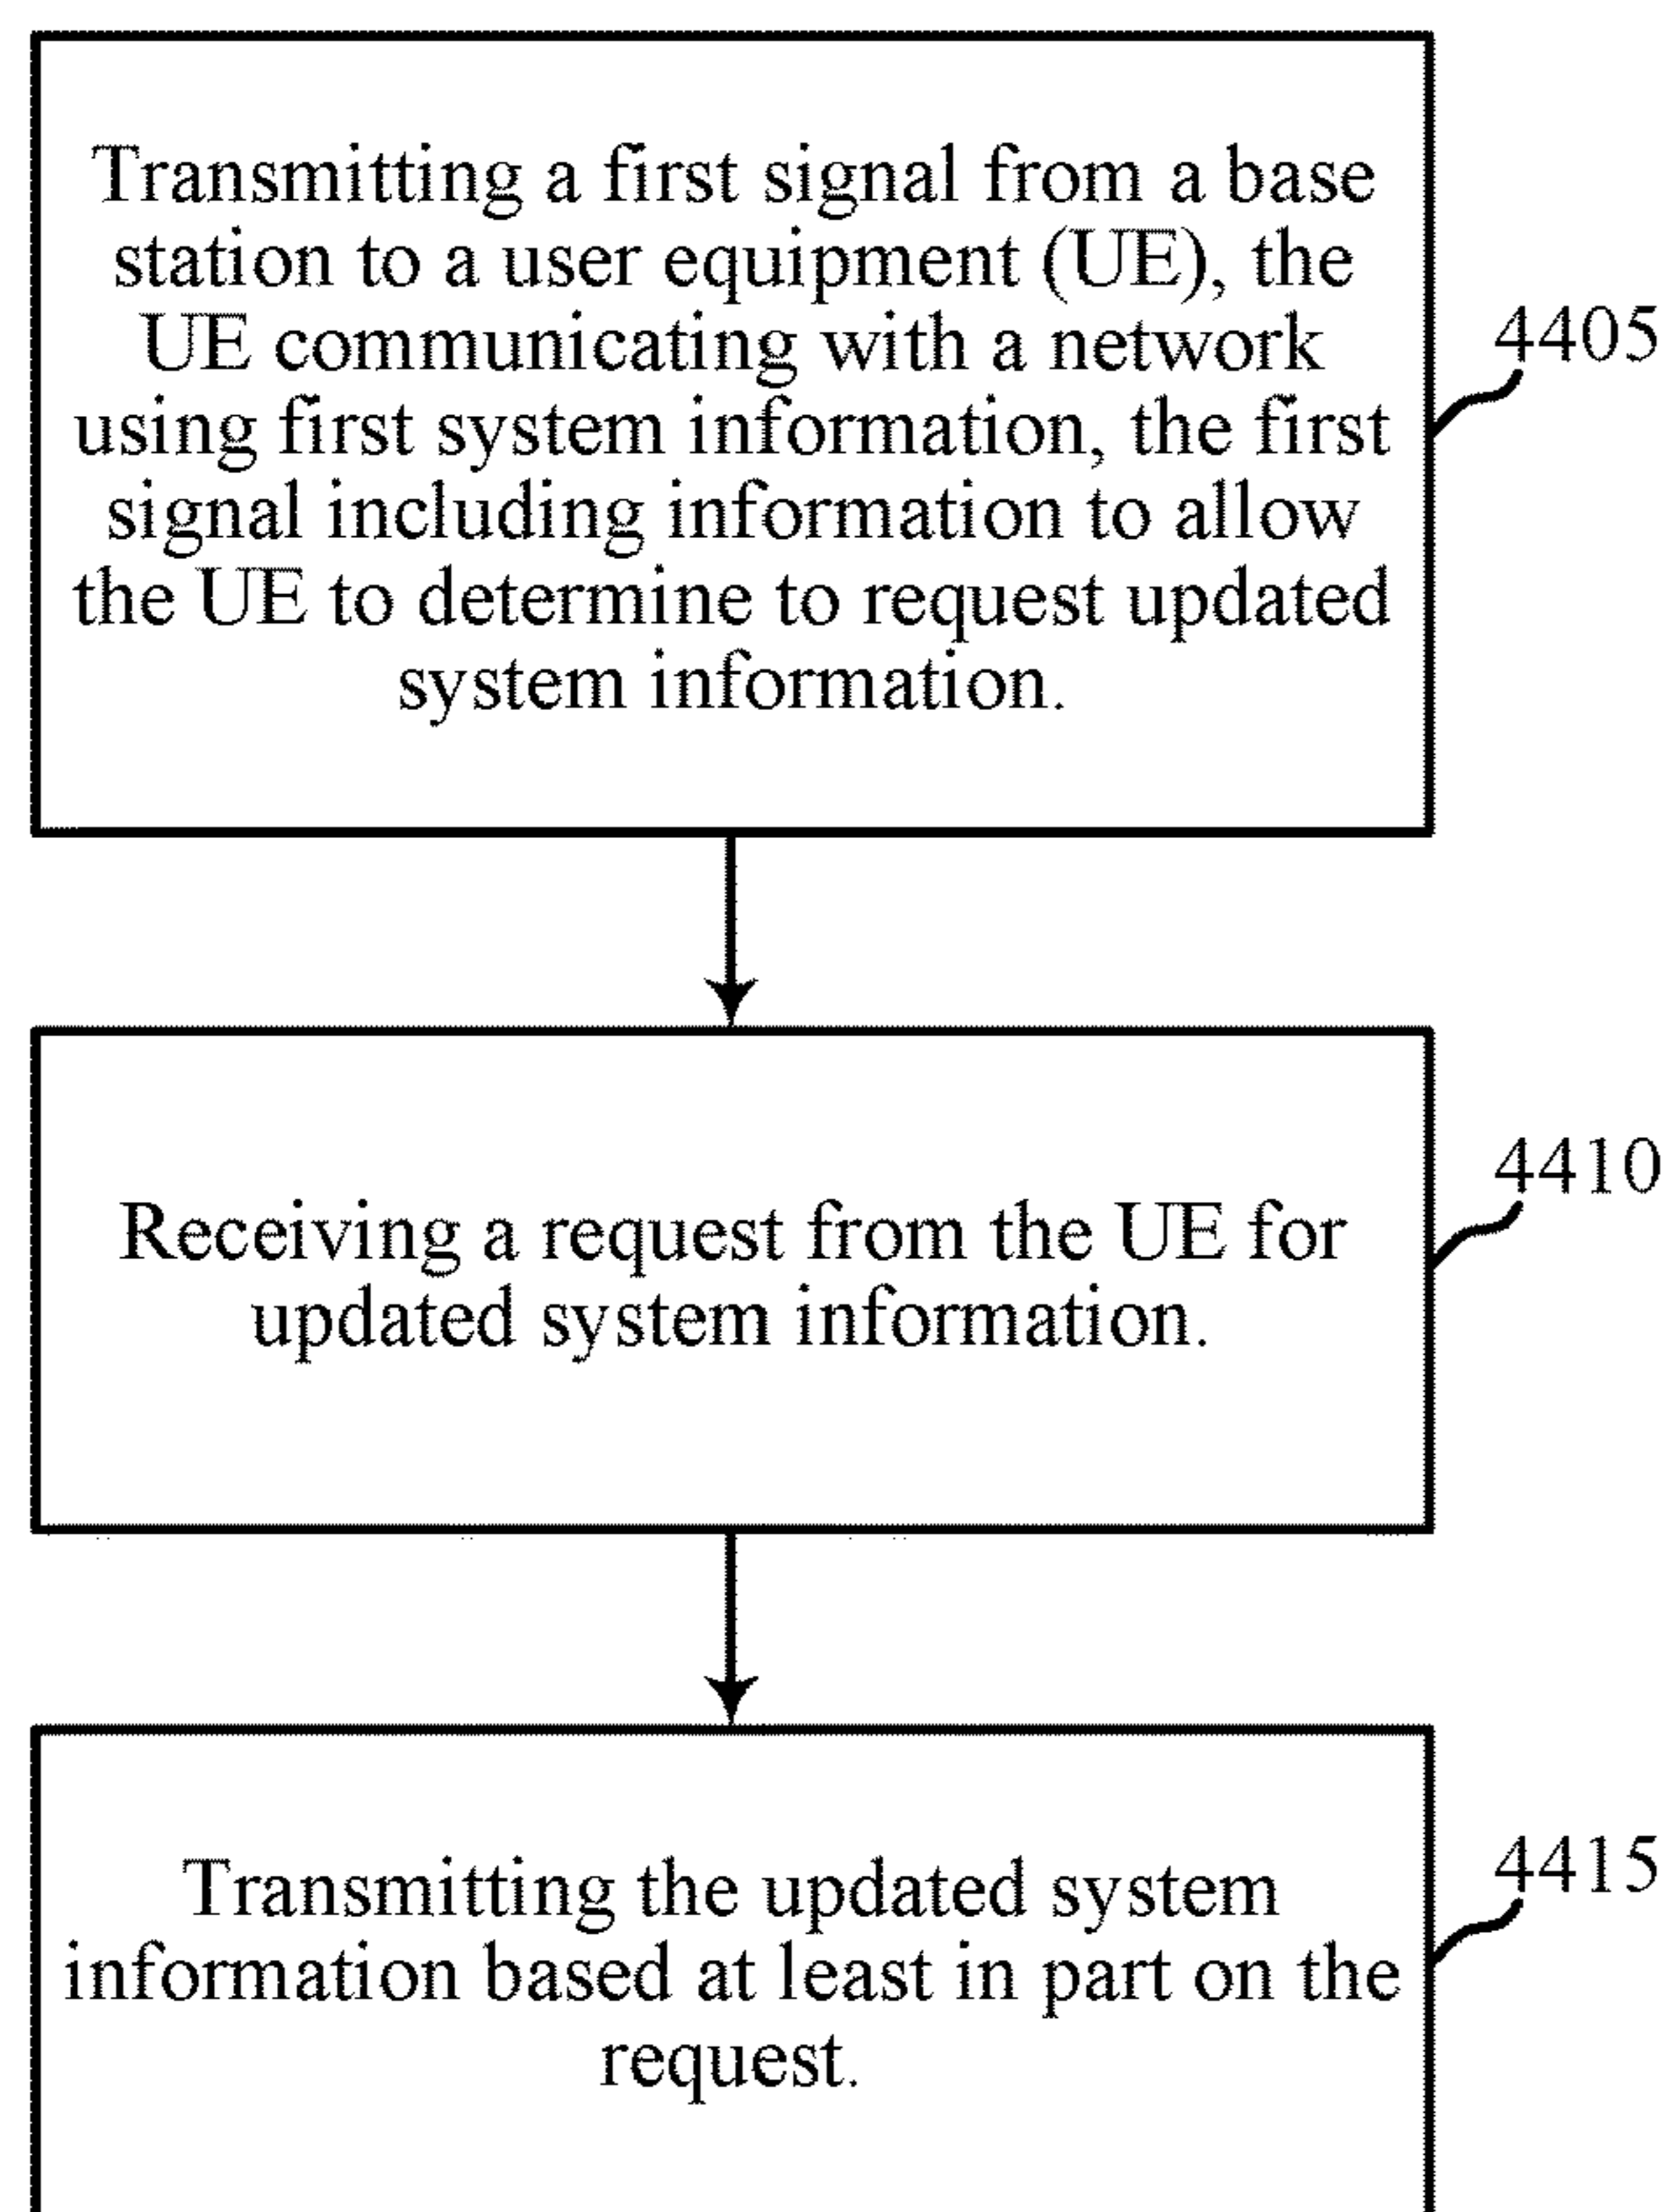 Transmitting a first signal from a base
station to a user equipment (UE), the
UE communicating with a network
using first system information, the first
signal including information to allow
the UE to determine to request updated
system information.
4405
Receiving a request from the UE for
updated system information.
4410
Transmitting the updated system
information based at least in part on the
request.
4415